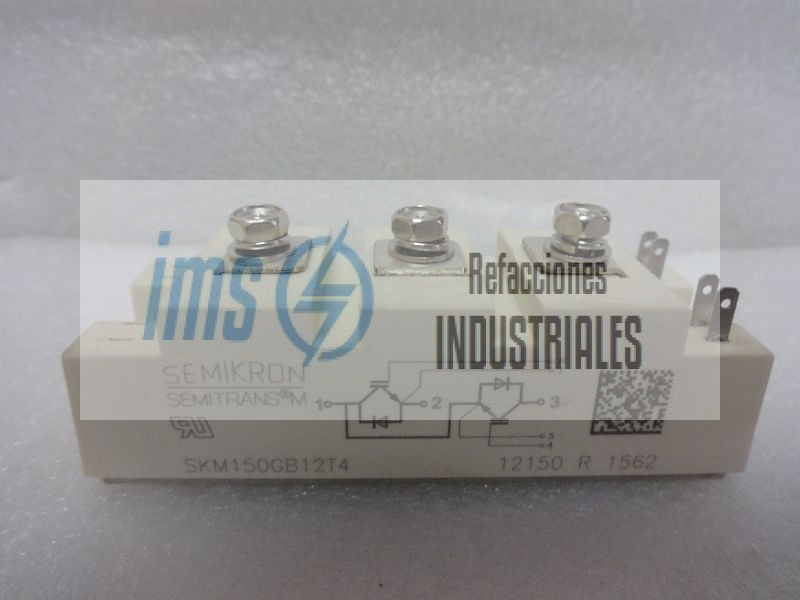 ims
Refacciones
INDUSTRIALES
SEMIKRON
SEMITRANS®M
1 2 3
5
4
SKM150GB12T4
12150 R 1562